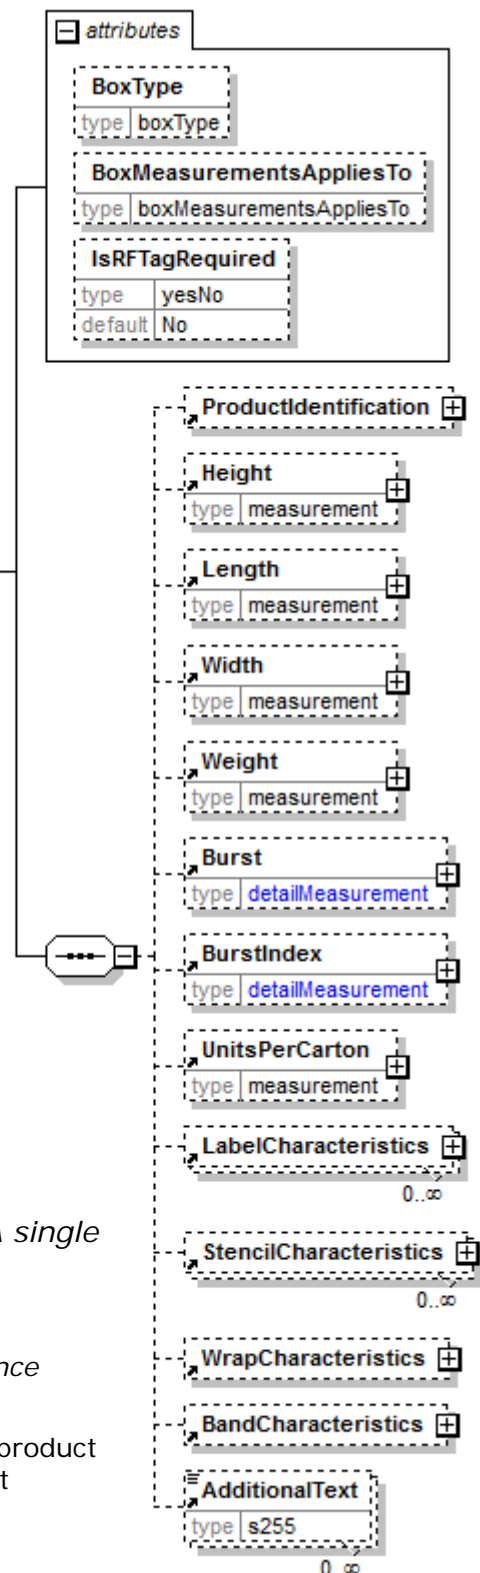 attributes
BoxType
type boxType
BoxMeasurementsAppliesTo
type boxMeasurementsAppliesTo
IsRFTagRequired
type yesNo
default No
ProductIdentification
Height
type measurement
Length
type measurement
Width
type measurement
Weight
type measurement
Burst
type detailMeasurement
BurstIndex
type detailMeasurement
UnitsPerCarton
type measurement
LabelCharacteristics
0..∞
single
StencilCharacteristics
0..∞
WrapCharacteristics
BandCharacteristics
product
AdditionalText
type s255
0..∞